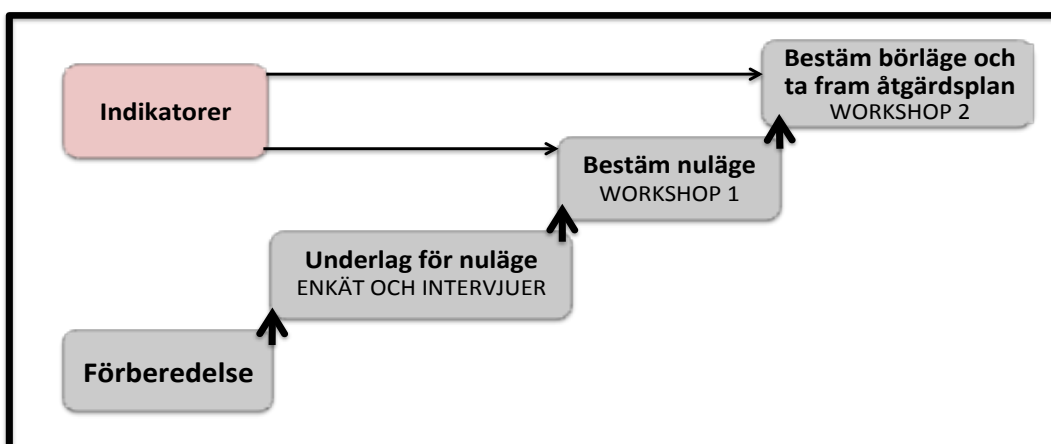 Bestäm börläge och
ta fram åtgärdsplan
WORKSHOP 2
Indikatorer
Bestäm nuläge
WORKSHOP 1
Underlag för nuläge
ENKÄT OCH INTERVJUER
Förberedelse